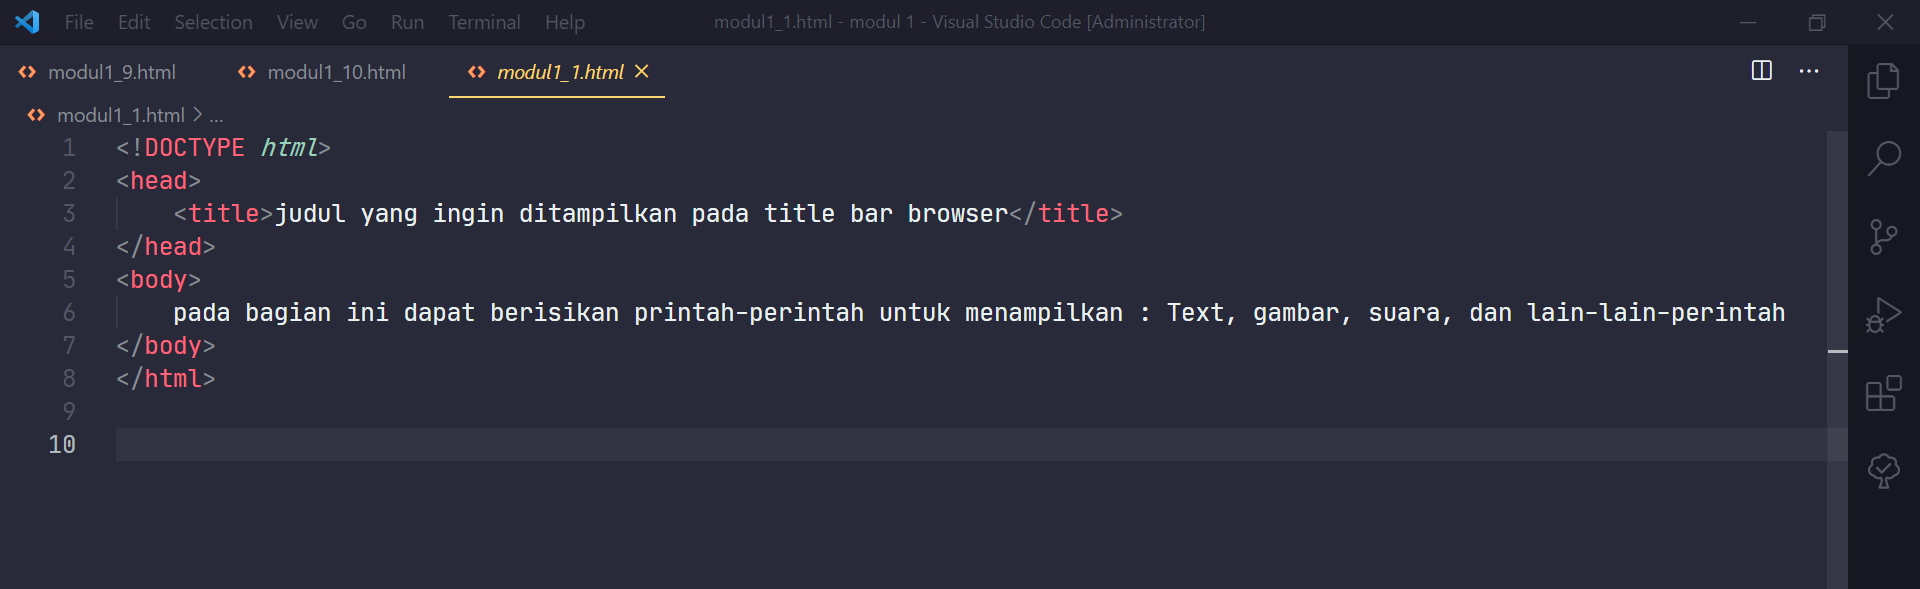 File Edit Selection View Go Run Terminal Help modul1_1.html - modul 1 - Visual Studio Code [Administrator]
modul1_9.html modul1_10.html modul1_1.html
modul1_1.html > ...
1 <!DOCTYPE html>
2 <head>
3 <title>judul yang ingin ditampilkan pada title bar browser</title>
4 </head>
5 <body>
6 pada bagian ini dapat berisikan printah-perintah untuk menampilkan : Text, gambar, suara, dan lain-lain-perintah
7 </body>
8 </html>
9
10